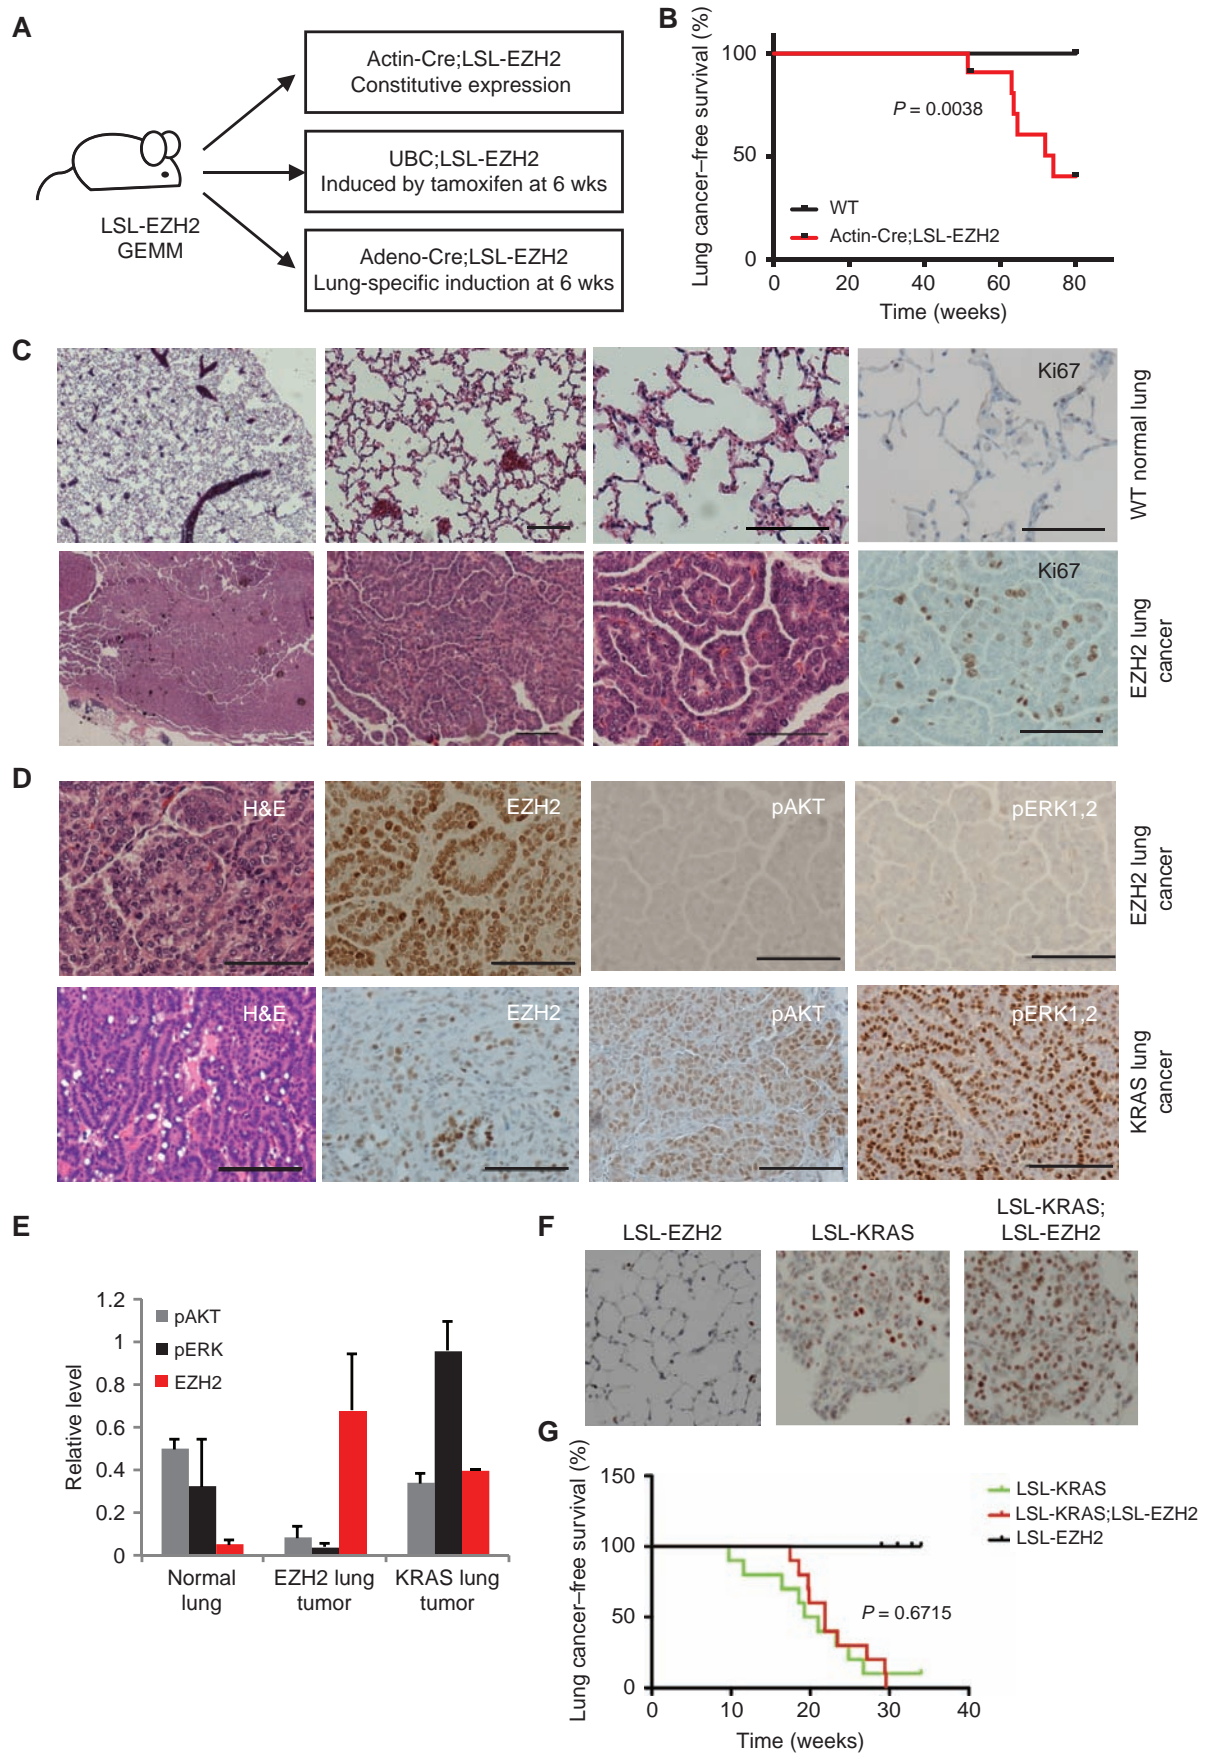 A
Actin-Cre;LSL-EZH2
Constitutive expression
UBC;LSL-EZH2
Induced by tamoxifen at 6 wks
Adeno-Cre;LSL-EZH2
Lung-specific induction at 6 wks
LSL-EZH2
GEMM
B
Lung cancer–free survival (%)
100
50
0
P = 0.0038
WT
Actin-Cre;LSL-EZH2
0 20 40 60 80
Time (weeks)
C
Ki67
WT normal lung
Ki67
EZH2 lung
cancer
D
H&E
EZH2
pAKT
pERK1,2
EZH2 lung
cancer
H&E
EZH2
pAKT
pERK1,2
KRAS lung
cancer
E
Relative level
1.2
1
0.8
0.6
0.4
0.2
0
pAKT
pERK
EZH2
Normal
lung
EZH2 lung
tumor
KRAS lung
tumor
F
LSL-EZH2
LSL-KRAS
LSL-KRAS;
LSL-EZH2
G
Lung cancer–free survival (%)
150
100
50
0
LSL-KRAS
LSL-KRAS;LSL-EZH2
LSL-EZH2
P = 0.6715
0 10 20 30 40
Time (weeks)